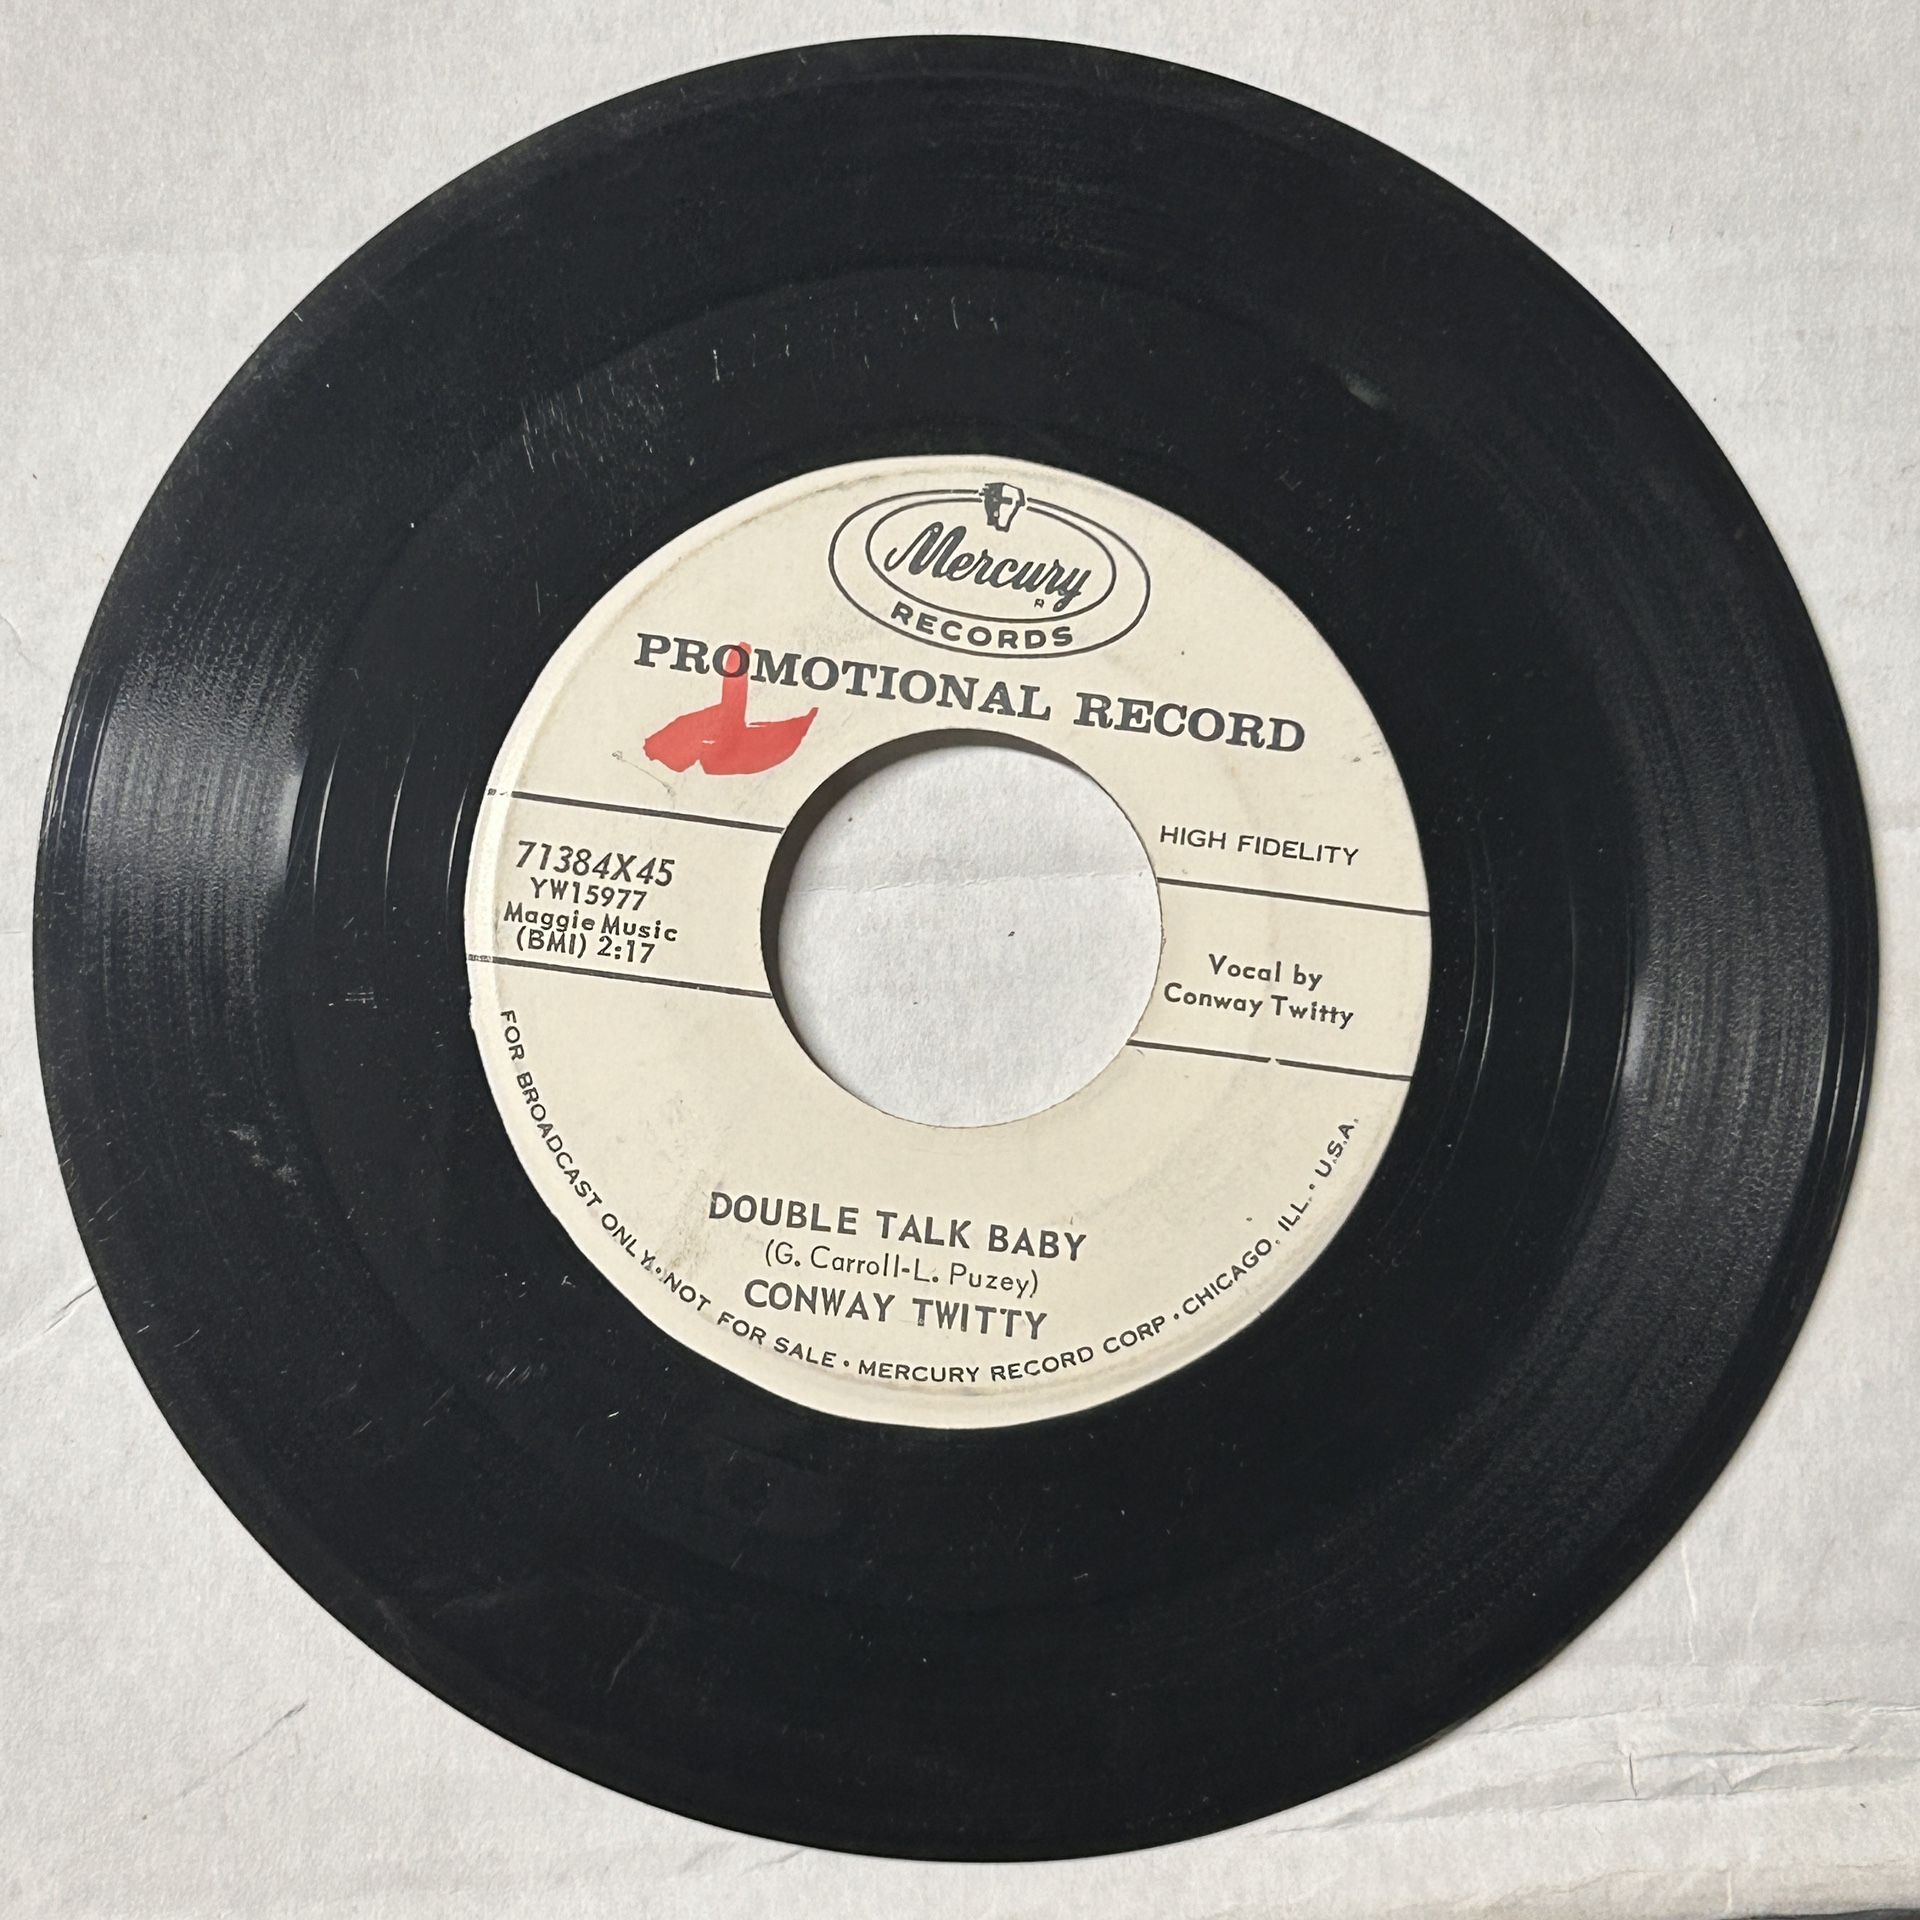 Mercury
R
RECORDS
PROMOTIONAL RECORD
HIGH FIDELITY
71384X45
YW15977
Maggie Music
(BMI) 2:17
Vocal by
Conway Twitty
DOUBLE TALK BABY
(G. Carroll-L. Puzey)
CONWAY TWITTY
FOR BROADCAST ONLY • NOT FOR SALE • MERCURY RECORD CORP • CHICAGO, ILL. • U.S.A.